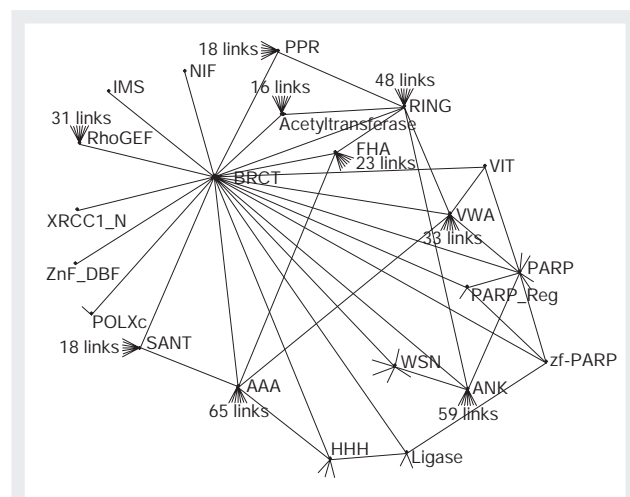 18 links PPR
NIF
IMS
16 links
48 links
RING
31 links
RhoGEF
Acetyltransferase
FHA
23 links
BRCT
VIT
XRCC1_N
VWA
33 links
ZnF_DBF
PARP
PARP_Reg
POLXc
18 links SANT
WSN
zf-PARP
AAA
65 links
ANK
59 links
HHH
Ligase